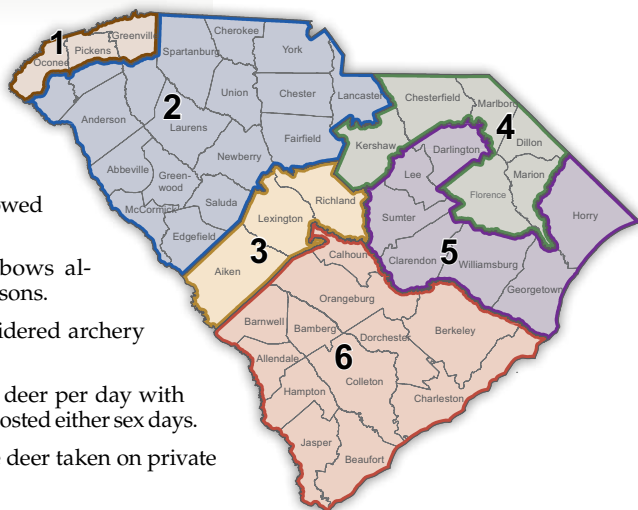 1
Oconee
Pickens
Greenville
2
Spartanburg
Cherokee
York
Union
Chester
Lancaster
Anderson
Laurens
Fairfield
Newberry
Abbeville
Green-
wood
Saluda
McCormick
Edgefield
3
Lexington
Richland
Aiken
4
Chesterfield
Marlboro
Dillon
Kershaw
Marion
Florence
5
Darlington
Lee
Sumter
Horry
Clarendon
Williamsburg
Georgetown
6
Calhoun
Orangeburg
Barnwell
Bamberg
Dorchester
Berkeley
Allendale
Colleton
Hampton
Charleston
Jasper
Beaufort
owed
bows al-
sons.
idered archery
deer per day with
osted either sex days.
deer taken on private